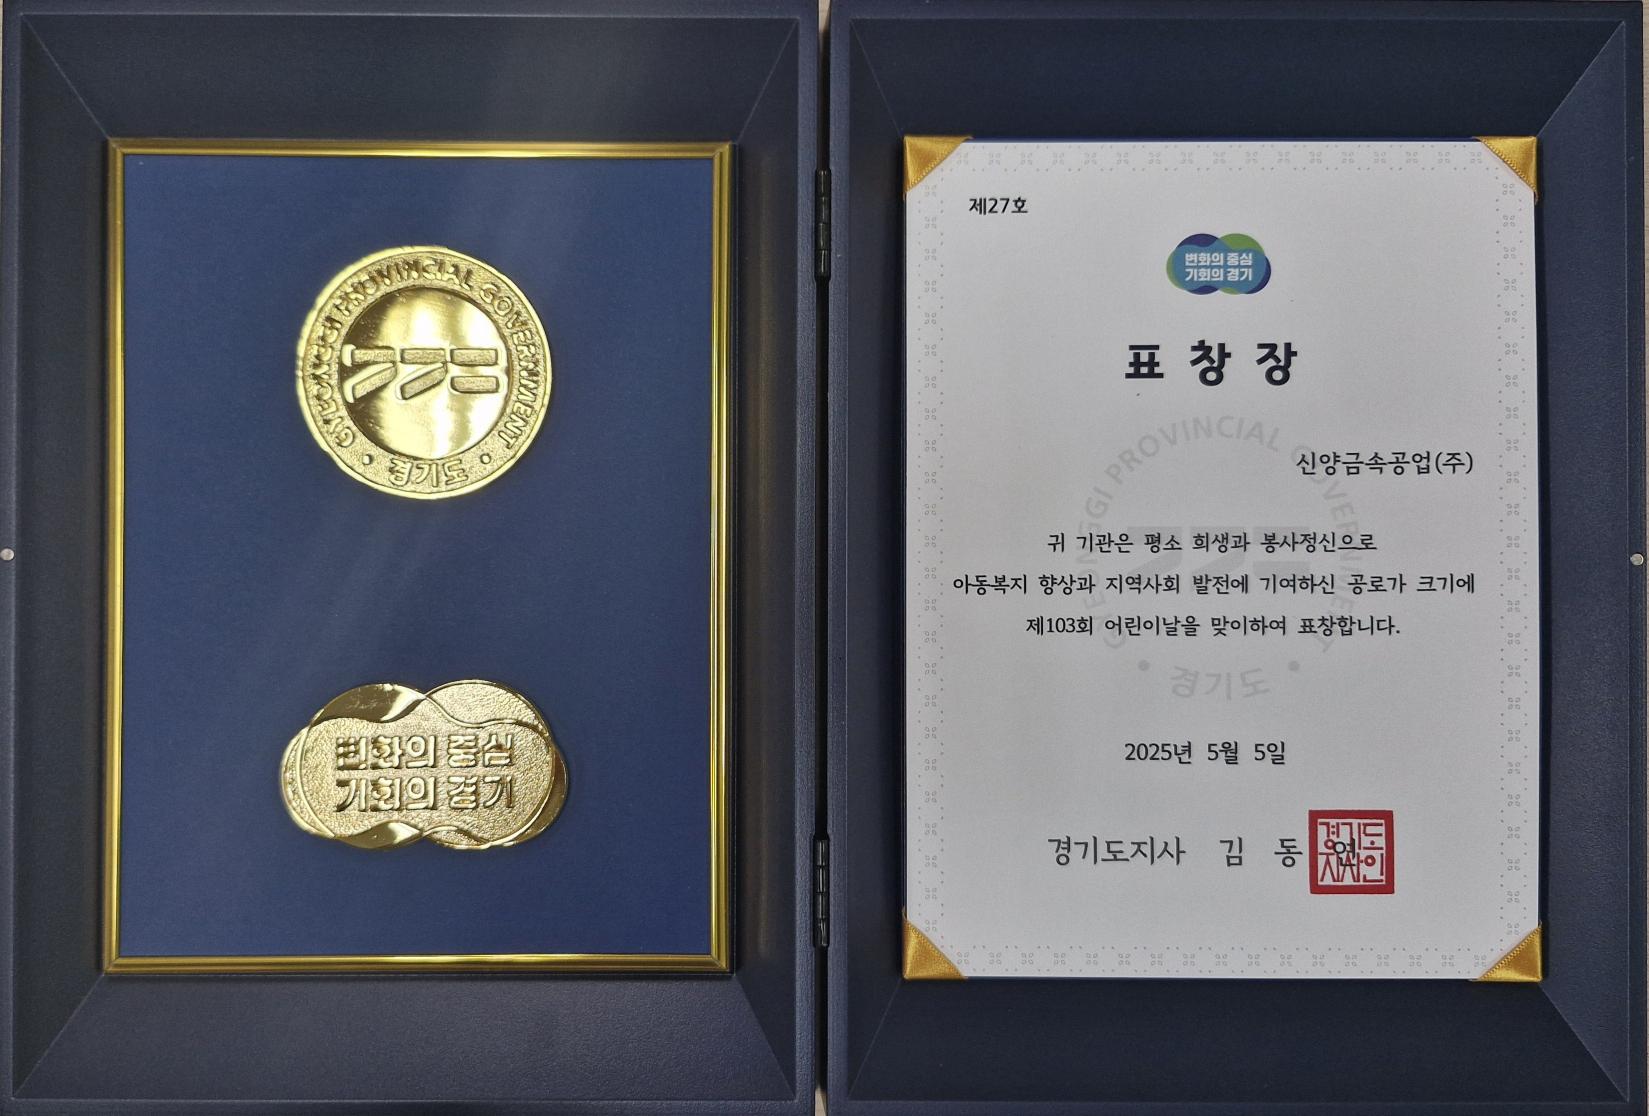 GYEONGGI PROVINCIAL GOVERNMENT
경기도
변화의 중심
기회의 경기
제27호
변화의 중심
기회의 경기
표창장
신양금속공업(주)
귀 기관은 평소 희생과 봉사정신으로
아동복지 향상과 지역사회 발전에 기여하신 공로가 크기에
제103회 어린이날을 맞이하여 표창합니다.
GYEONGGI PROVINCIAL GOVERNMENT
경기도
2025년 5월 5일
경기도지사 김동연
경기도
지사인